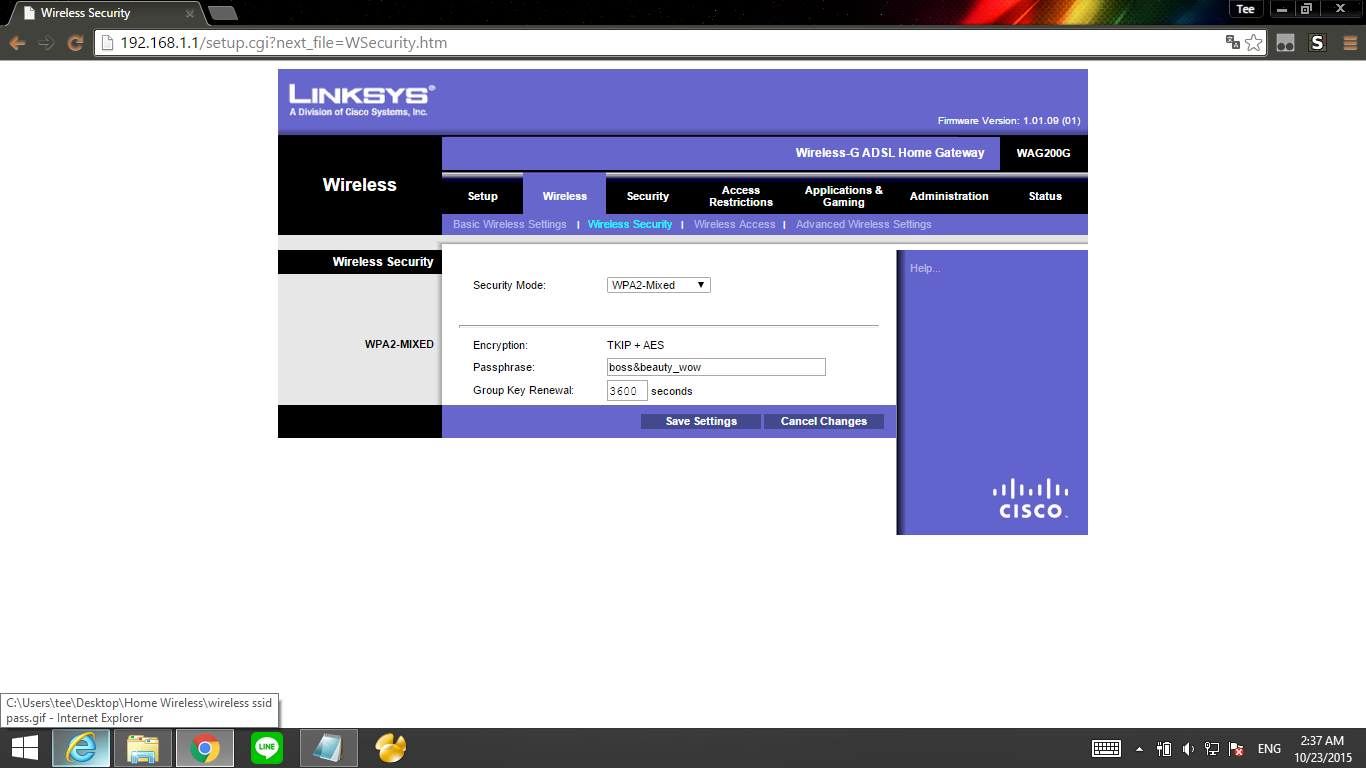 Wireless Security
Tee
192.168.1.1/setup.cgi?next_file=WSecurity.htm
S
LINKSYS®
A Division of Cisco Systems, Inc.
Firmware Version: 1.01.09 (01)
Wireless-G ADSL Home Gateway WAG200G
Wireless
Setup Wireless Security Access Restrictions Applications & Gaming Administration Status
Basic Wireless Settings | Wireless Security | Wireless Access | Advanced Wireless Settings
Wireless Security
Help...
Security Mode: WPA2-Mixed
WPA2-MIXED
Encryption: TKIP + AES
Passphrase: boss&beauty_wow
Group Key Renewal: 3600 seconds
Save Settings Cancel Changes
CISCO
C:\Users\tee\Desktop\Home Wireless\wireless ssid
pass.gif - Internet Explorer
LINE
ENG
2:37 AM
10/23/2015